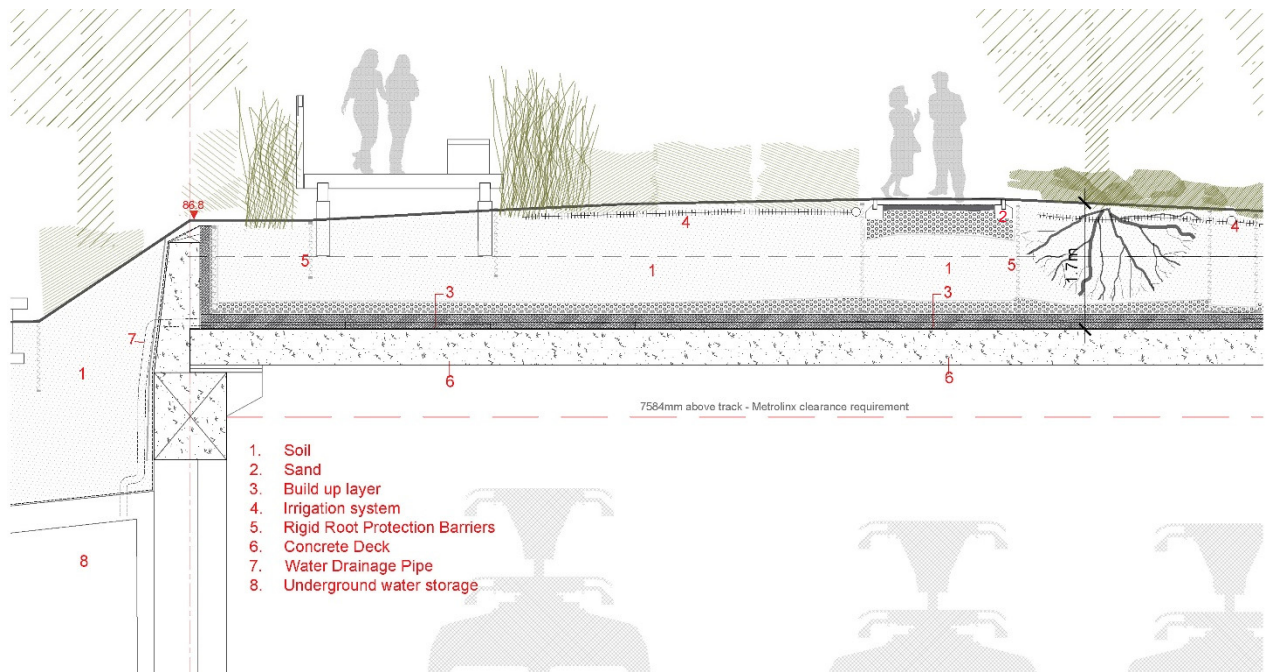 86.8
4
2
4
5
1
1
5
1.7m
3
3
7
1
6
6
7584mm above track - Metrolinx clearance requirement
1. Soil
2. Sand
3. Build up layer
4. Irrigation system
5. Rigid Root Protection Barriers
6. Concrete Deck
7. Water Drainage Pipe
8. Underground water storage
8